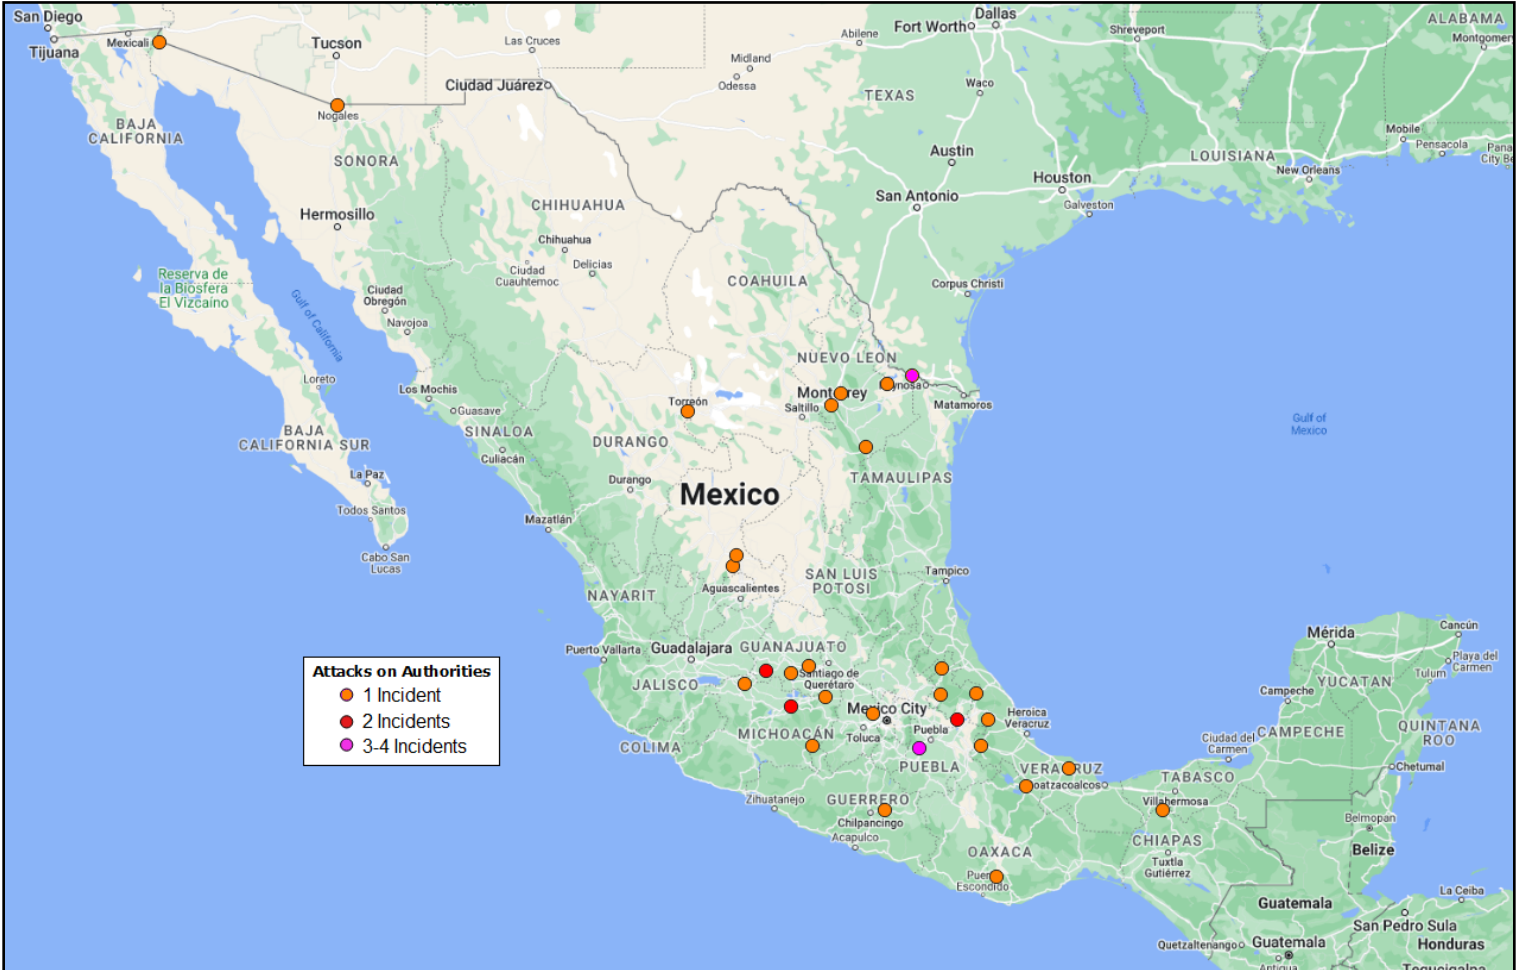 San Diego
Tijuana
Mexicali
Tucson
Las Cruces
Ciudad Juárez
Nogales
Midland
Odessa
Abilene
Fort Worth
Dallas
Shreveport
ALABAMA
Montgomery
TEXAS
Waco
Austin
San Antonio
Houston
Galveston
LOUISIANA
New Orleans
Mobile
Pensacola
Pana
City Be
BAJA
CALIFORNIA
SONORA
Hermosillo
CHIHUAHUA
Chihuahua
Ciudad
Cuauhtemoc
Delicias
COAHUILA
Corpus Christi
Reserva de
la Biosfera
El Vizcaíno
Gulf of California
Ciudad
Obregón
Navojoa
Loreto
Los Mochis
Guasave
SINALOA
Culiacán
BAJA
CALIFORNIA SUR
La Paz
Todos Santos
Cabo San
Lucas
Mazatlán
Torreón
DURANGO
Durango
NUEVO LEON
Monterrey
Saltillo
Reynosa
Matamoros
TAMAULIPAS
Mexico
Gulf of
Mexico
SAN LUIS
POTOSI
Tampico
Aguascalientes
NAYARIT
Puerto Vallarta
Guadalajara
GUANAJUATO
Santiago de
Querétaro
JALISCO
Mexico City
Toluca
Puebla
Heroica
Veracruz
MICHOACÁN
COLIMA
PUEBLA
VERACRUZ
Coatzacoalcos
TABASCO
Villahermosa
Zihuatanejo
GUERRERO
Chilpancingo
Acapulco
OAXACA
Puerto
Escondido
CHIAPAS
Tuxtla
Gutiérrez
Mérida
Cancún
Playa del
Carmen
Tulum
YUCATAN
Campeche
CAMPECHE
QUINTANA
ROO
Ciudad del
Carmen
Chetumal
Belmopan
Belize
La Ceiba
Guatemala
San Pedro Sula
Quetzaltenango
Guatemala
Honduras
Antigua
Tegucigalpa
Attacks on Authorities
1 Incident
2 Incidents
3-4 Incidents